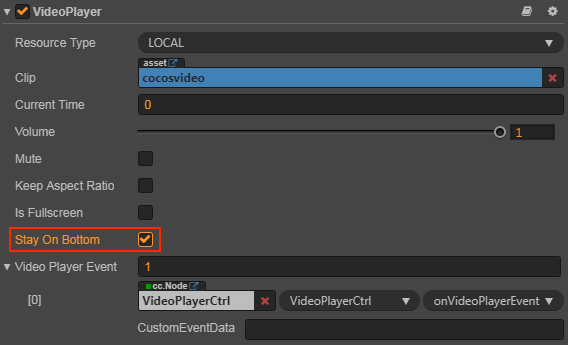 VideoPlayer
Resource Type LOCAL
asset
Clip cocosvideo
Current Time 0
Volume 1
Mute
Keep Aspect Ratio
Is Fullscreen
Stay On Bottom
Video Player Event 1
cc.Node
[0] VideoPlayerCtrl VideoPlayerCtrl onVideoPlayerEvent
CustomEventData